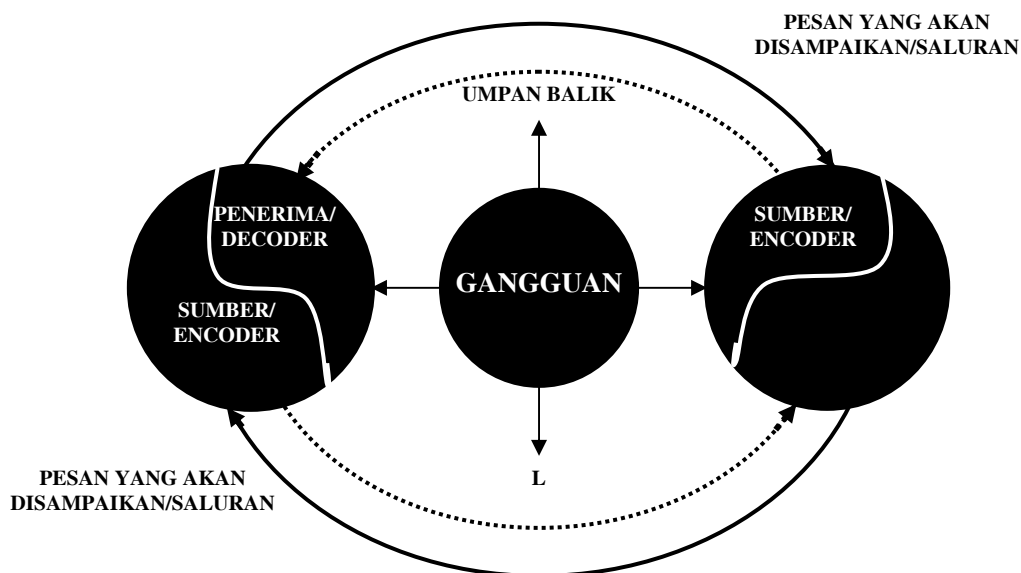 PESAN YANG AKAN
DISAMPAIKAN/SALURAN
UMPAN BALIK
PENERIMA/
DECODER
SUMBER/
ENCODER
GANGGUAN
SUMBER/
ENCODER
PESAN YANG AKAN
DISAMPAIKAN/SALURAN
L